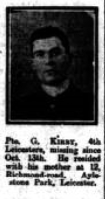 Pte. G. KIRBY, 4th
Leicesters, missing since
Oct. 13th. He resided
with his mother at 12,
Richmond-road, Ayle-
stone Park, Leicester.